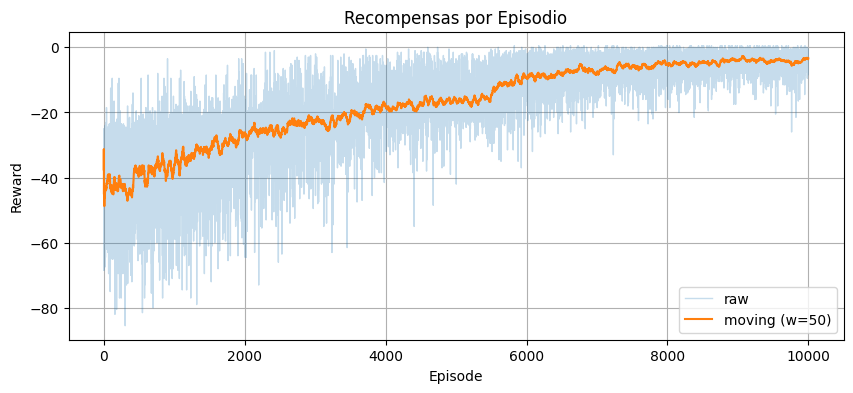 Recompensas por Episodio
Reward
0
−20
−40
−60
−80
0
2000
4000
6000
8000
10000
Episode
raw
moving (w=50)